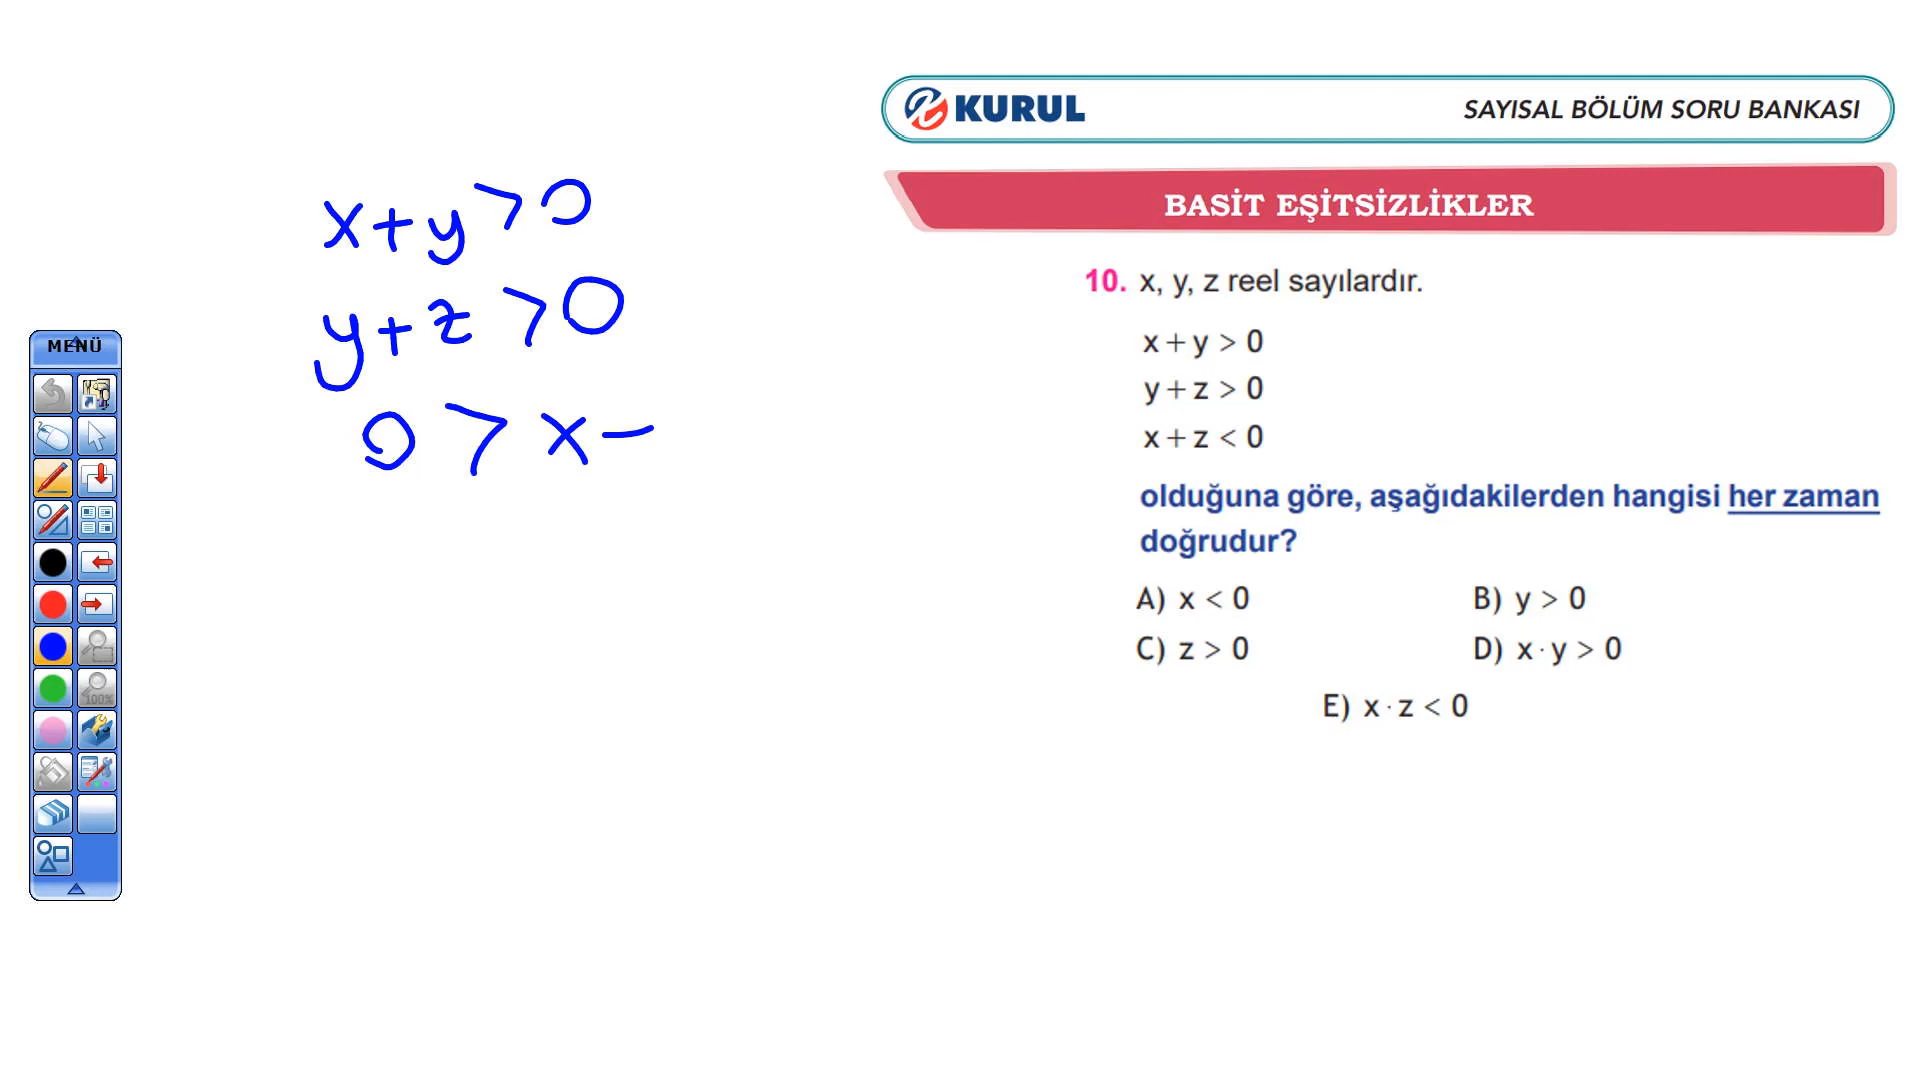 KURUL
SAYISAL BÖLÜM SORU BANKASI
BASİT EŞİTSİZLİKLER
x+y>0
y+z>0
0>x-
MENÜ
100%
10. x, y, z reel sayılardır.
x+y > 0
y+z > 0
x+z < 0
olduğuna göre, aşağıdakilerden hangisi her zaman
doğrudur?
A) x < 0 B) y > 0
C) z > 0 D) x·y > 0
E) x·z < 0